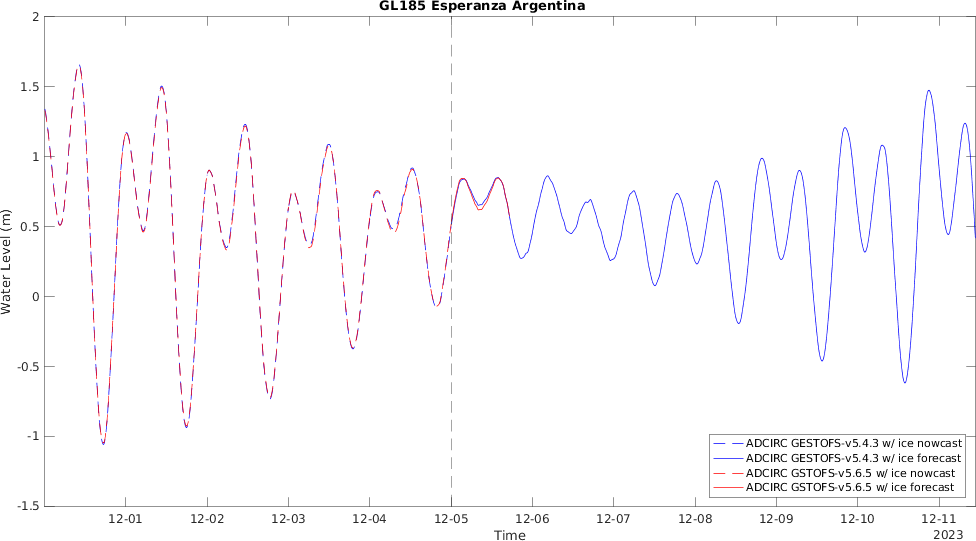 GL185 Esperanza Argentina
2
1.5
1
0.5
0
-0.5
-1
-1.5
Water Level (m)
12-01
12-02
12-03
12-04
12-05
12-06
12-07
12-08
12-09
12-10
12-11
2023
Time
ADCIRC GESTOFS-v5.4.3 w/ ice nowcast
ADCIRC GESTOFS-v5.4.3 w/ ice forecast
ADCIRC GSTOFS-v5.6.5 w/ ice nowcast
ADCIRC GSTOFS-v5.6.5 w/ ice forecast